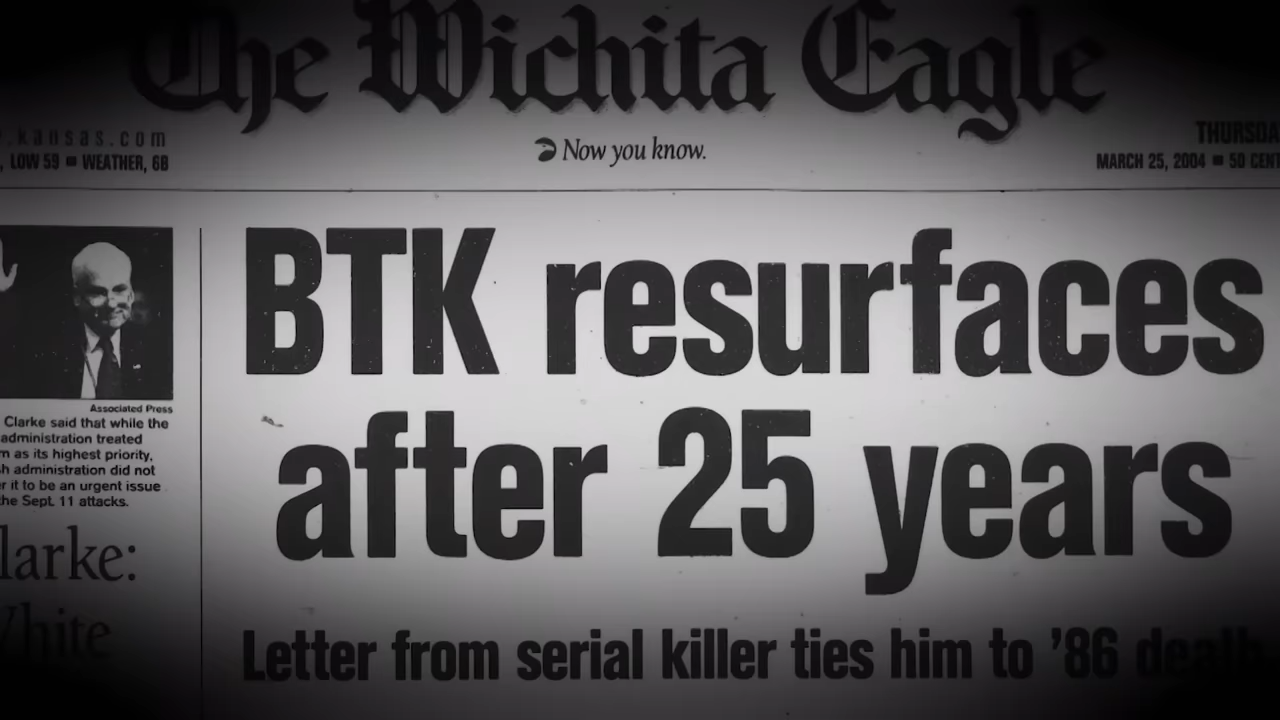 The Wichita Eagle
.kansas.com
, LOW 59 ■ WEATHER, 6B
Now you know.
THURSDA
MARCH 25, 2004 ■ 50 CENT
Associated Press
Clarke said that while the
administration treated
m as its highest priority,
h administration did not
r it to be an urgent issue
the Sept. 11 attacks.
larke:
White
BTK resurfaces
after 25 years
Letter from serial killer ties him to ’86 death